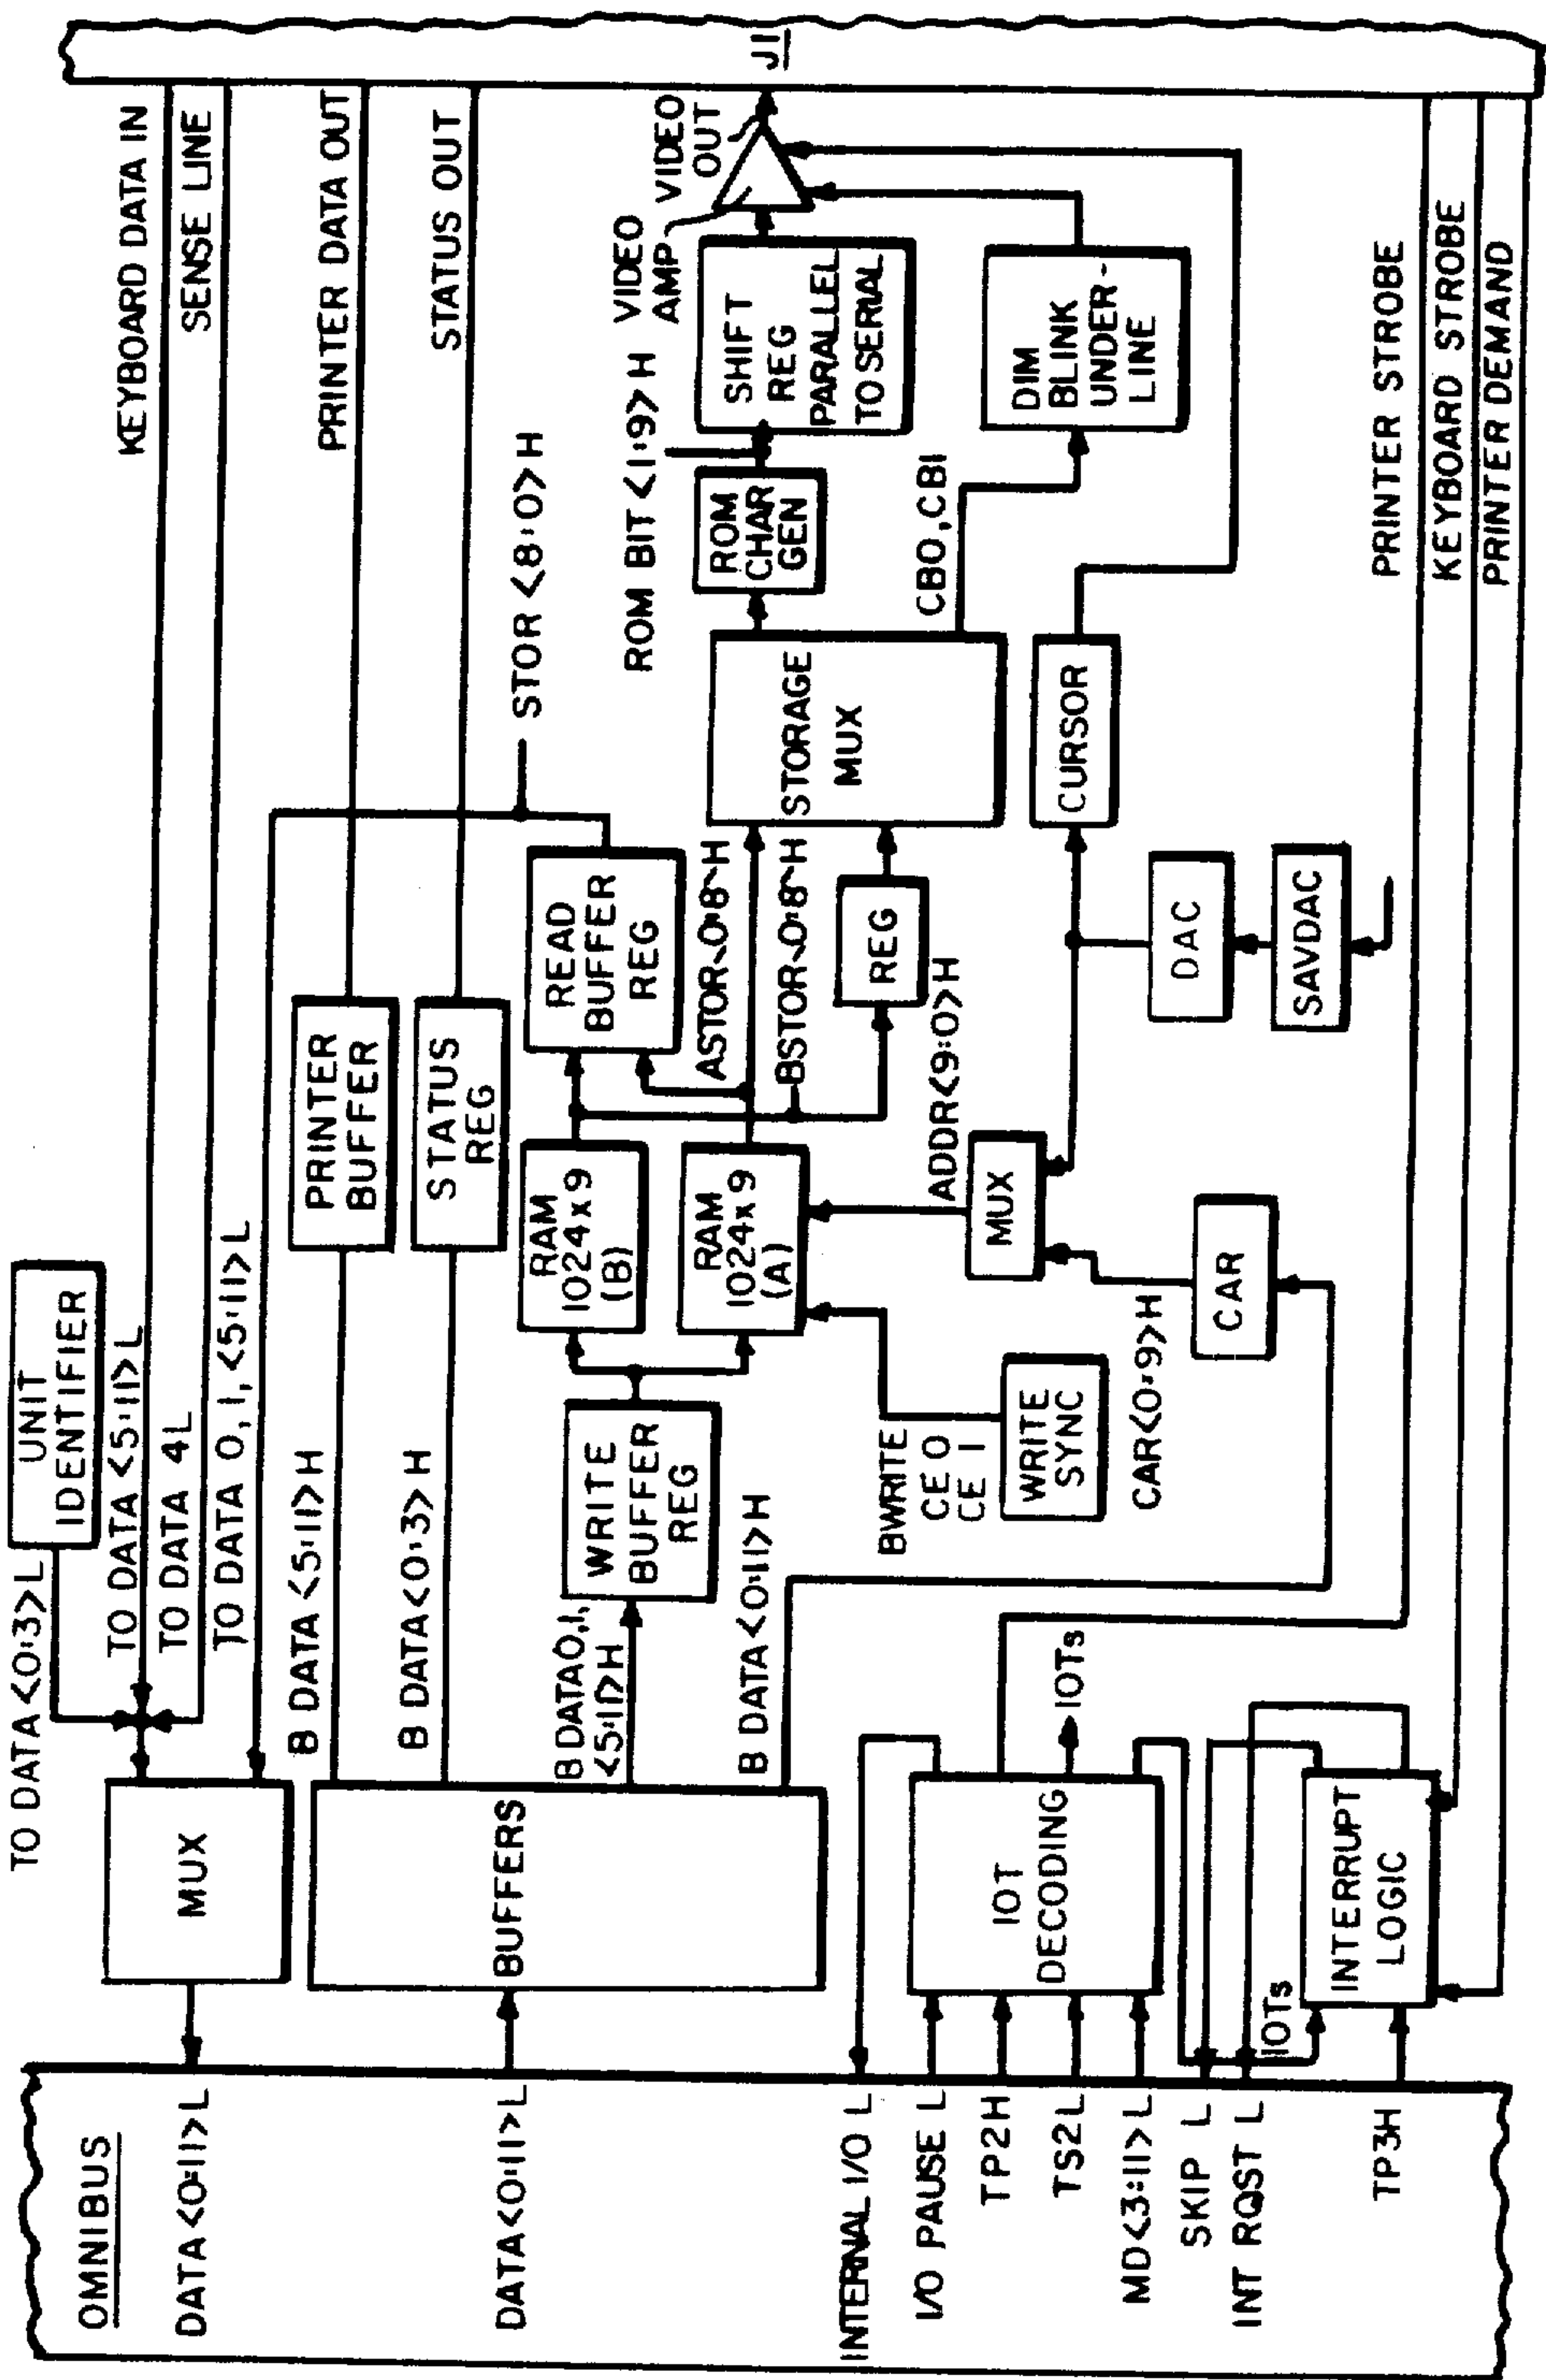 OMNIBUS
DATA<0:11>L
DATA<0:11>L
INTERNAL I/O L
I/O PAUSE L
TP2H
TS2L
MD<3:11>L
SKIP L
INT RQST L
TP3H
IOTs
TO DATA<0:3>L
MUX
BUFFERS
IOT
DECODING
INTERRUPT
LOGIC
UNIT
IDENTIFIER
TO DATA<5:11>L
TO DATA 4L
TO DATA 0,1,<5:11>L
B DATA<5:11>H
B DATA<0:3>H
B DATA0,1,
<5:11>H
B DATA<0:11>H
IOTs
WRITE
BUFFER
REG
BWRITE
CE 0
CE 1
WRITE
SYNC
CAR<0:9>H
CAR
PRINTER
BUFFER
STATUS
REG
RAM
1024x9
(B)
RAM
1024x9
(A)
MUX
ADDR<9:0>H
READ
BUFFER
REG
ASTOR<0:8>H
BSTOR<0:8>H
REG
DAC
SAVDAC
STOR<8:0>H
STORAGE
MUX
CURSOR
ROM
CHAR
GEN
ROM BIT<1:9>H
CB0,CB1
SHIFT
REG
PARALLEL
TO SERIAL
DIM
BLINK
UNDER-
LINE
VIDEO
AMP
VIDEO
OUT
KEYBOARD DATA IN
SENSE LINE
PRINTER DATA OUT
STATUS OUT
PRINTER STROBE
KEYBOARD STROBE
PRINTER DEMAND
J1